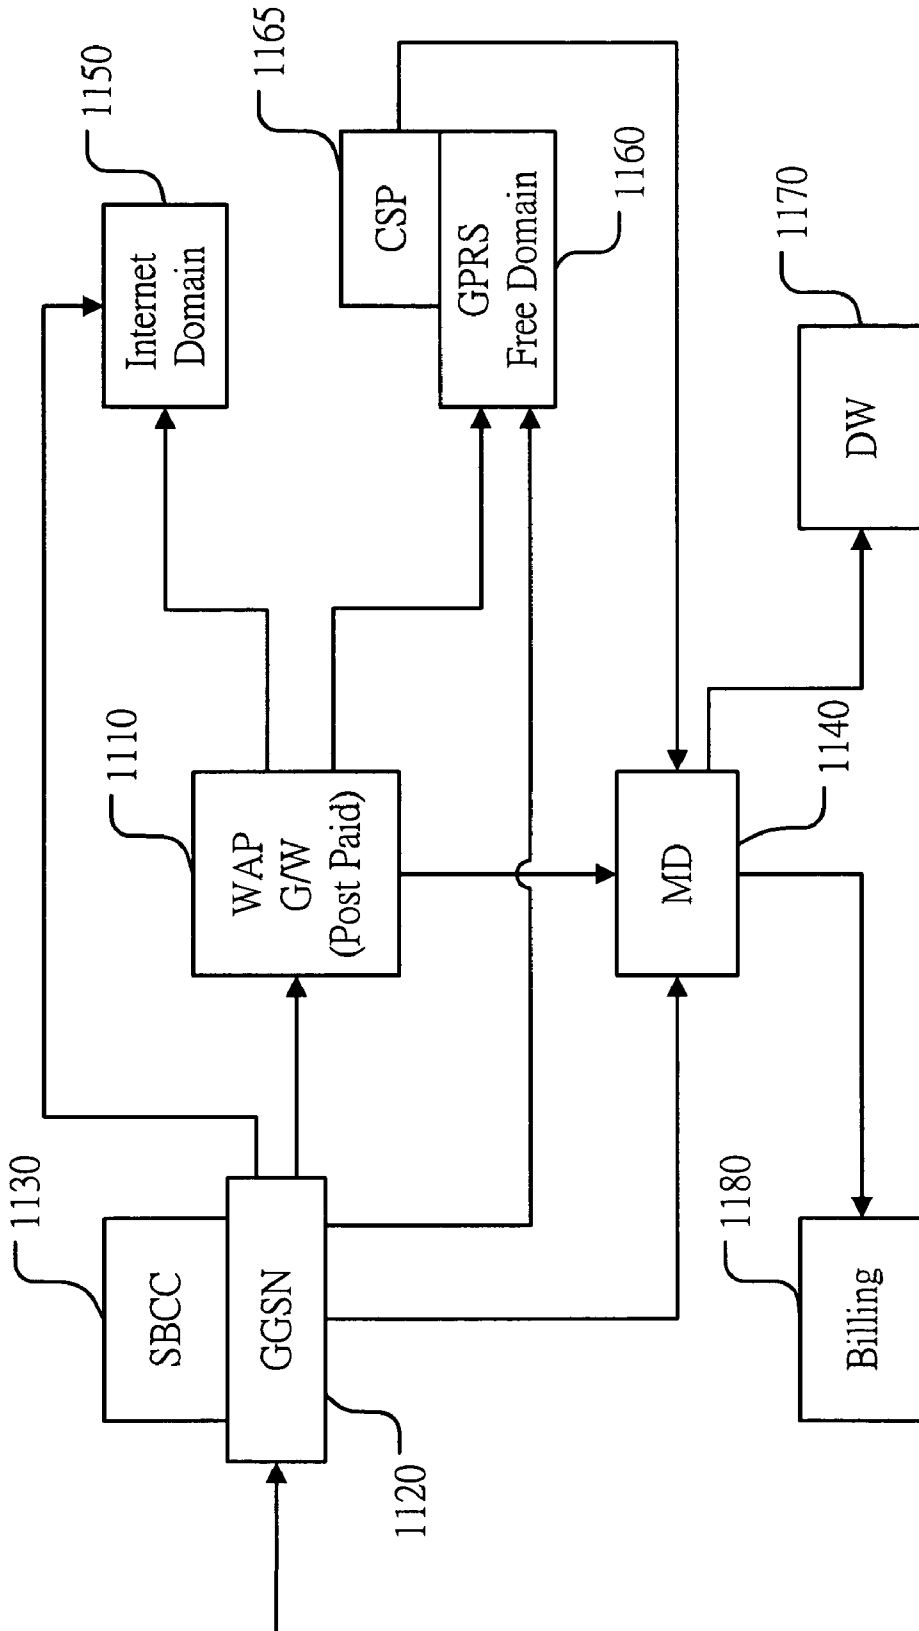 1130
SBCC
GGSN
1120
1110
WAP
G/W
(Post Paid)
1150
Internet
Domain
1165
CSP
GPRS
Free Domain
1160
MD
1140
1180
Billing
1170
DW